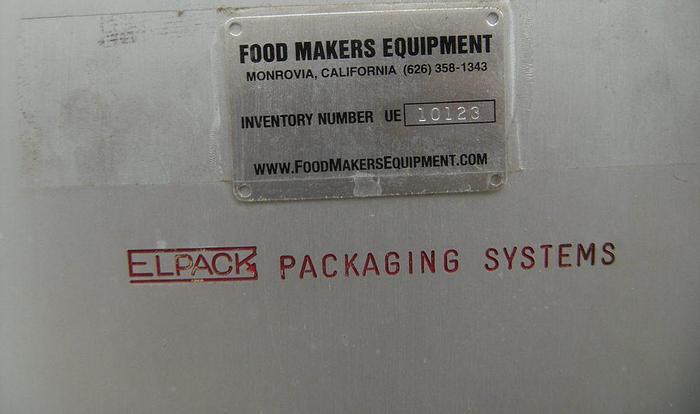 FOOD MAKERS EQUIPMENT
MONROVIA, CALIFORNIA (626) 358-1343
INVENTORY NUMBER UE 10123
WWW.FOODMAKERSEQUIPMENT.COM
ELPACK PACKAGING SYSTEMS